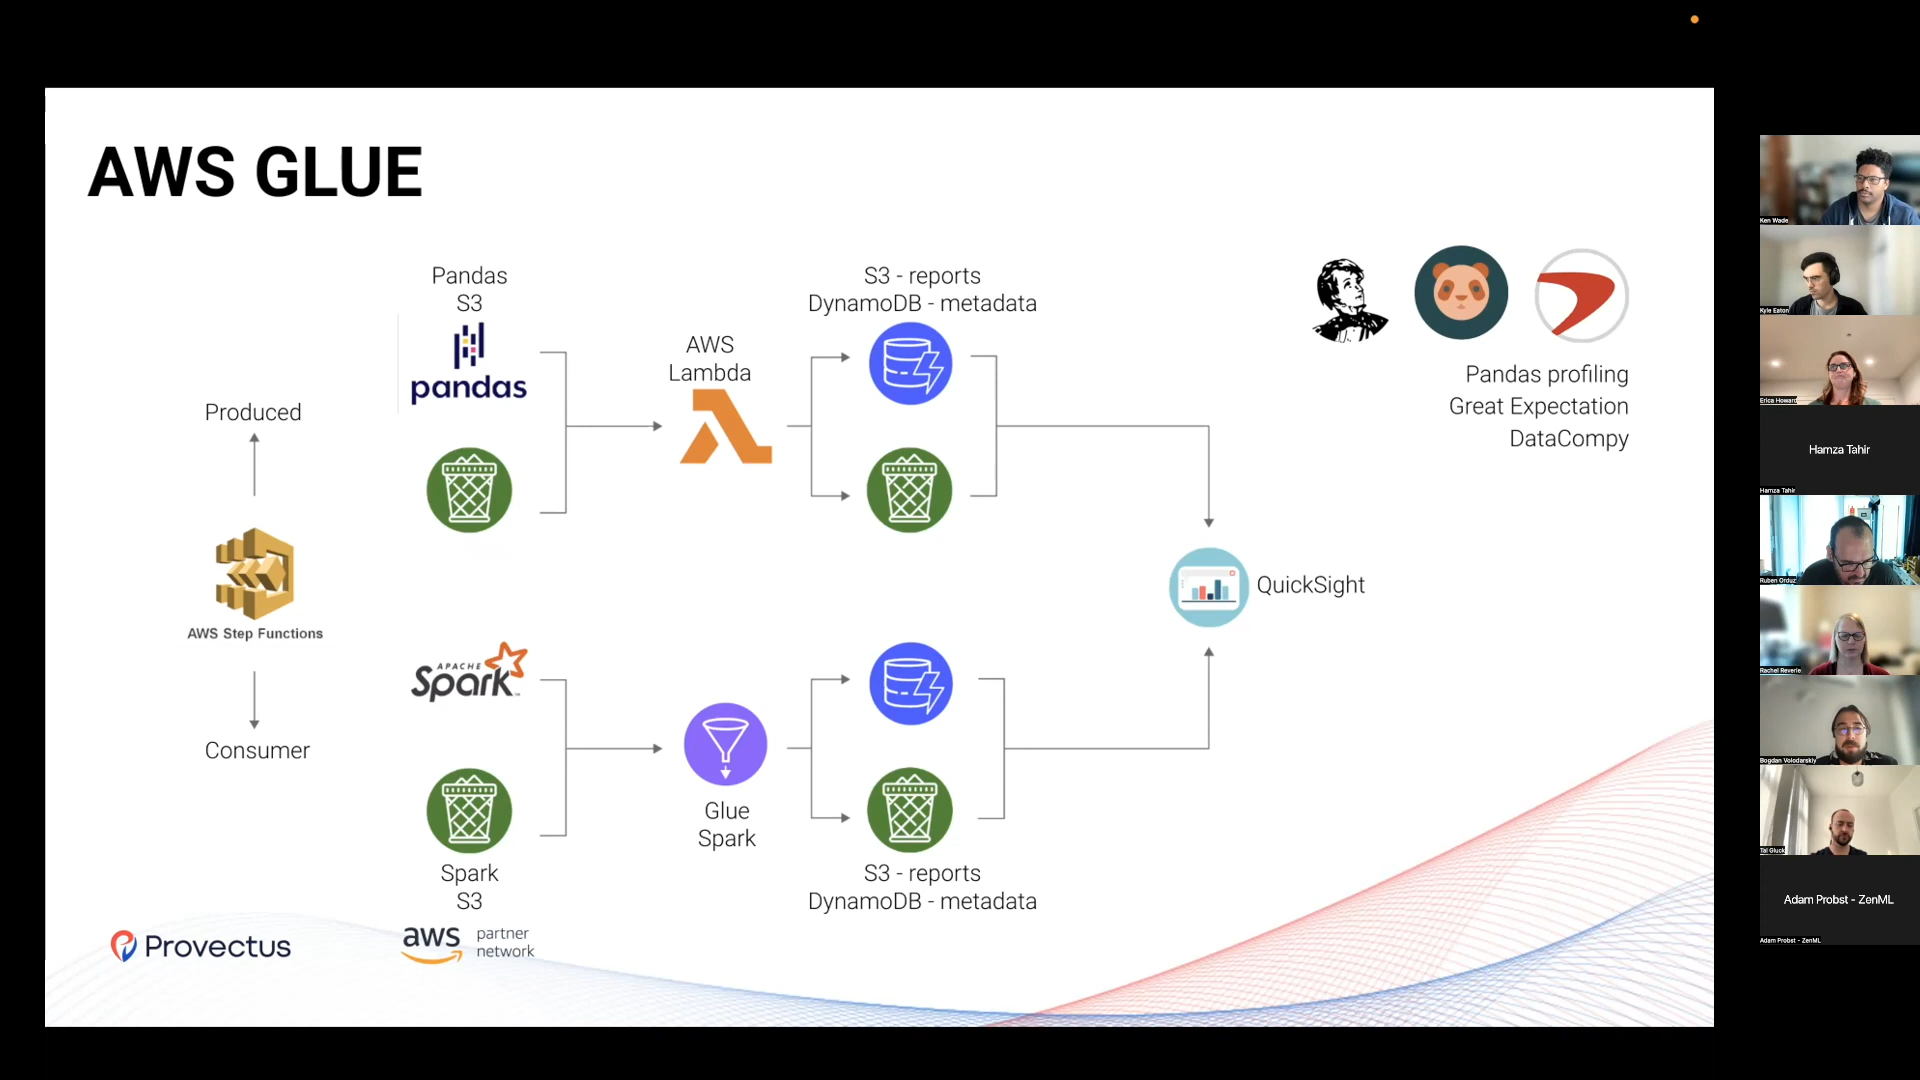 AWS GLUE
Pandas
S3
pandas
S3 - reports
DynamoDB - metadata
AWS
Lambda
Pandas profiling
Great Expectation
DataCompy
Produced
AWS Step Functions
Consumer
QuickSight
APACHE
Spark
Glue
Spark
Spark
S3
S3 - reports
DynamoDB - metadata
Provectus
aws
partner
network
Ken Wade
Kyle Eaton
Erica Howard
Hamza Tahir
Hamza Tahir
Ruben Orduz
Rachel Reverie
Bogdan Volodarskiy
Tal Gluck
Adam Probst - ZenML
Adam Probst - ZenML